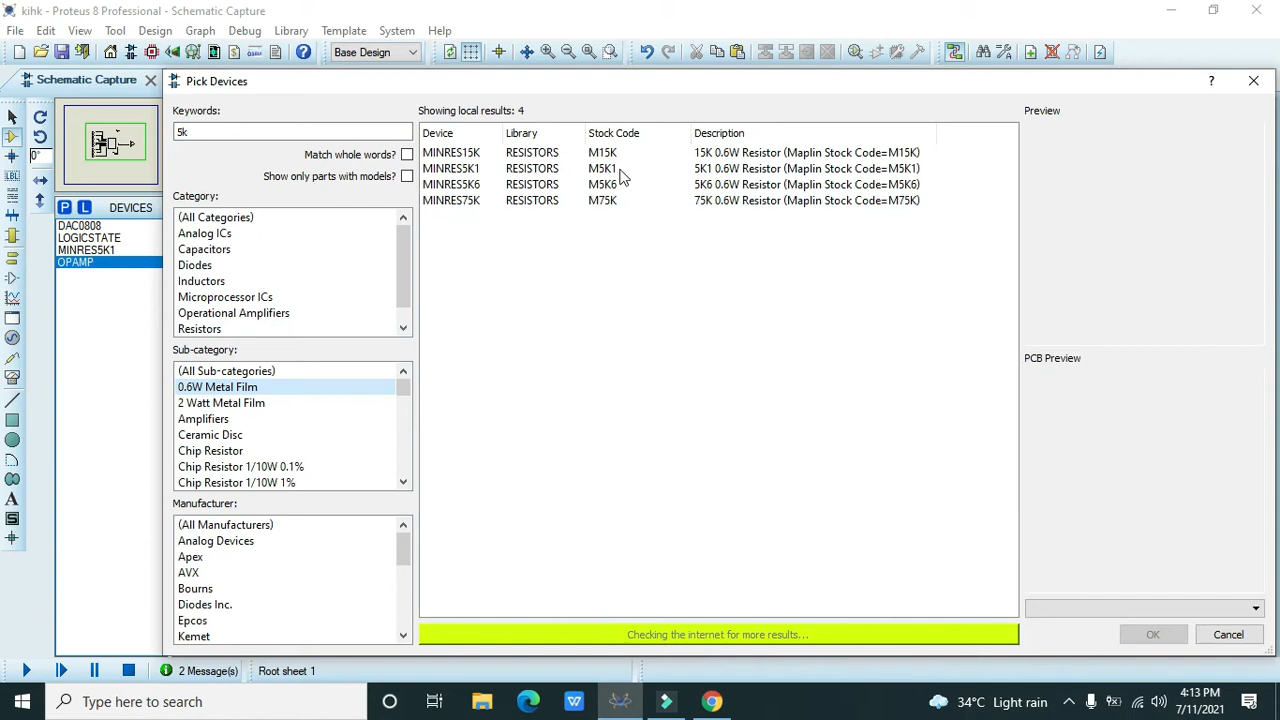 kihk - Proteus 8 Professional - Schematic Capture
File Edit View Tool Design Graph Debug Library Template System Help
Base Design
Schematic Capture
Pick Devices
Keywords:
5k
Match whole words?
Show only parts with models?
Category:
(All Categories)
Analog ICs
Capacitors
Diodes
Inductors
Microprocessor ICs
Operational Amplifiers
Resistors
Sub-category:
(All Sub-categories)
0.6W Metal Film
2 Watt Metal Film
Amplifiers
Ceramic Disc
Chip Resistor
Chip Resistor 1/10W 0.1%
Chip Resistor 1/10W 1%
Manufacturer:
(All Manufacturers)
Analog Devices
Apex
AVX
Bourns
Diodes Inc.
Epcos
Kemet
Showing local results: 4
Device Library Stock Code Description
MINRES15K RESISTORS M15K 15K 0.6W Resistor (Maplin Stock Code=M15K)
MINRES5K1 RESISTORS M5K1 5K1 0.6W Resistor (Maplin Stock Code=M5K1)
MINRES5K6 RESISTORS M5K6 5K6 0.6W Resistor (Maplin Stock Code=M5K6)
MINRES75K RESISTORS M75K 75K 0.6W Resistor (Maplin Stock Code=M75K)
Checking the internet for more results...
Preview
PCB Preview
OK Cancel
0°
P L DEVICES
DAC0808
LOGICSTATE
MINRES5K1
OPAMP
2 Message(s) Root sheet 1
Type here to search
34°C Light rain
4:13 PM
7/11/2021